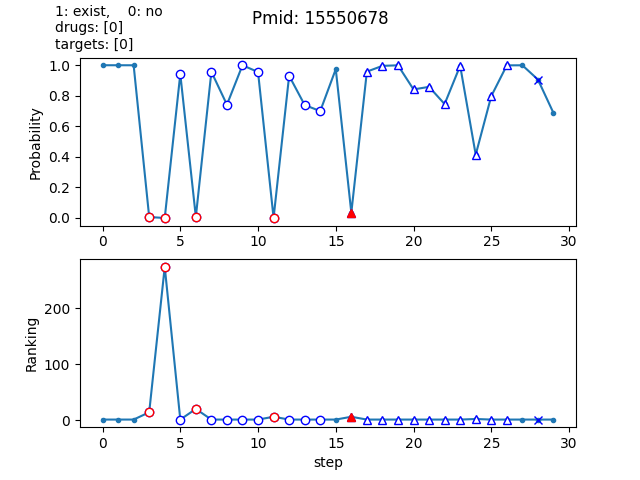 1: exist,    0: no
drugs: [0]
targets: [0]
Pmid: 15550678
Probability
1.0
0.8
0.6
0.4
0.2
0.0
0 5 10 15 20 25 30
Ranking
200
100
0
0 5 10 15 20 25 30
step